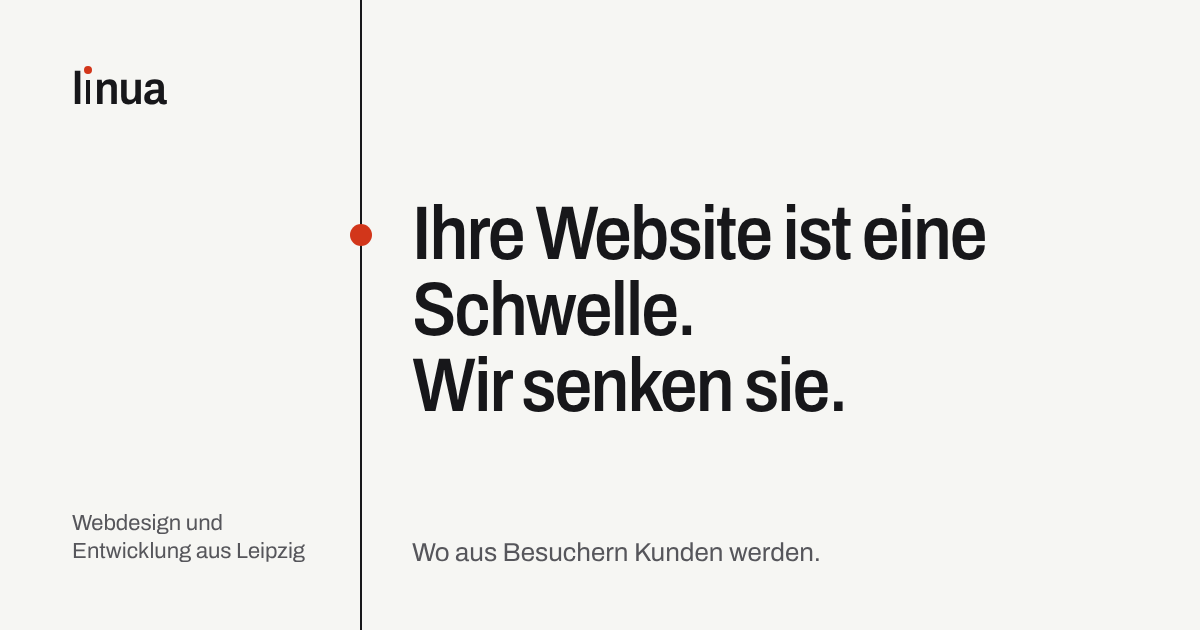 linua
Ihre Website ist eine
Schwelle.
Wir senken sie.
Webdesign und
Entwicklung aus Leipzig
Wo aus Besuchern Kunden werden.